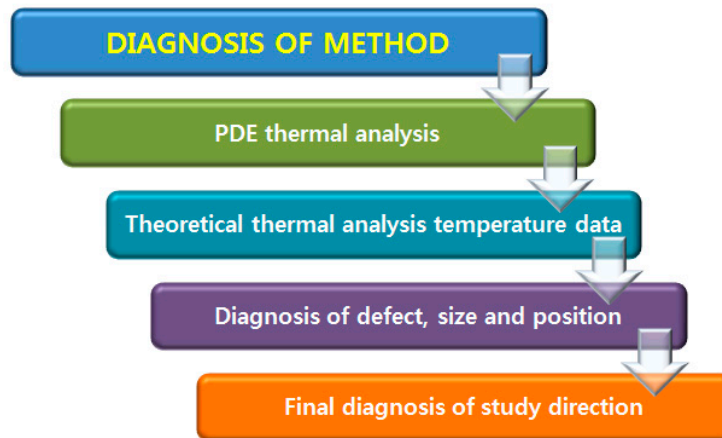 DIAGNOSIS OF METHOD
PDE thermal analysis
Theoretical thermal analysis temperature data
Diagnosis of defect, size and position
Final diagnosis of study direction